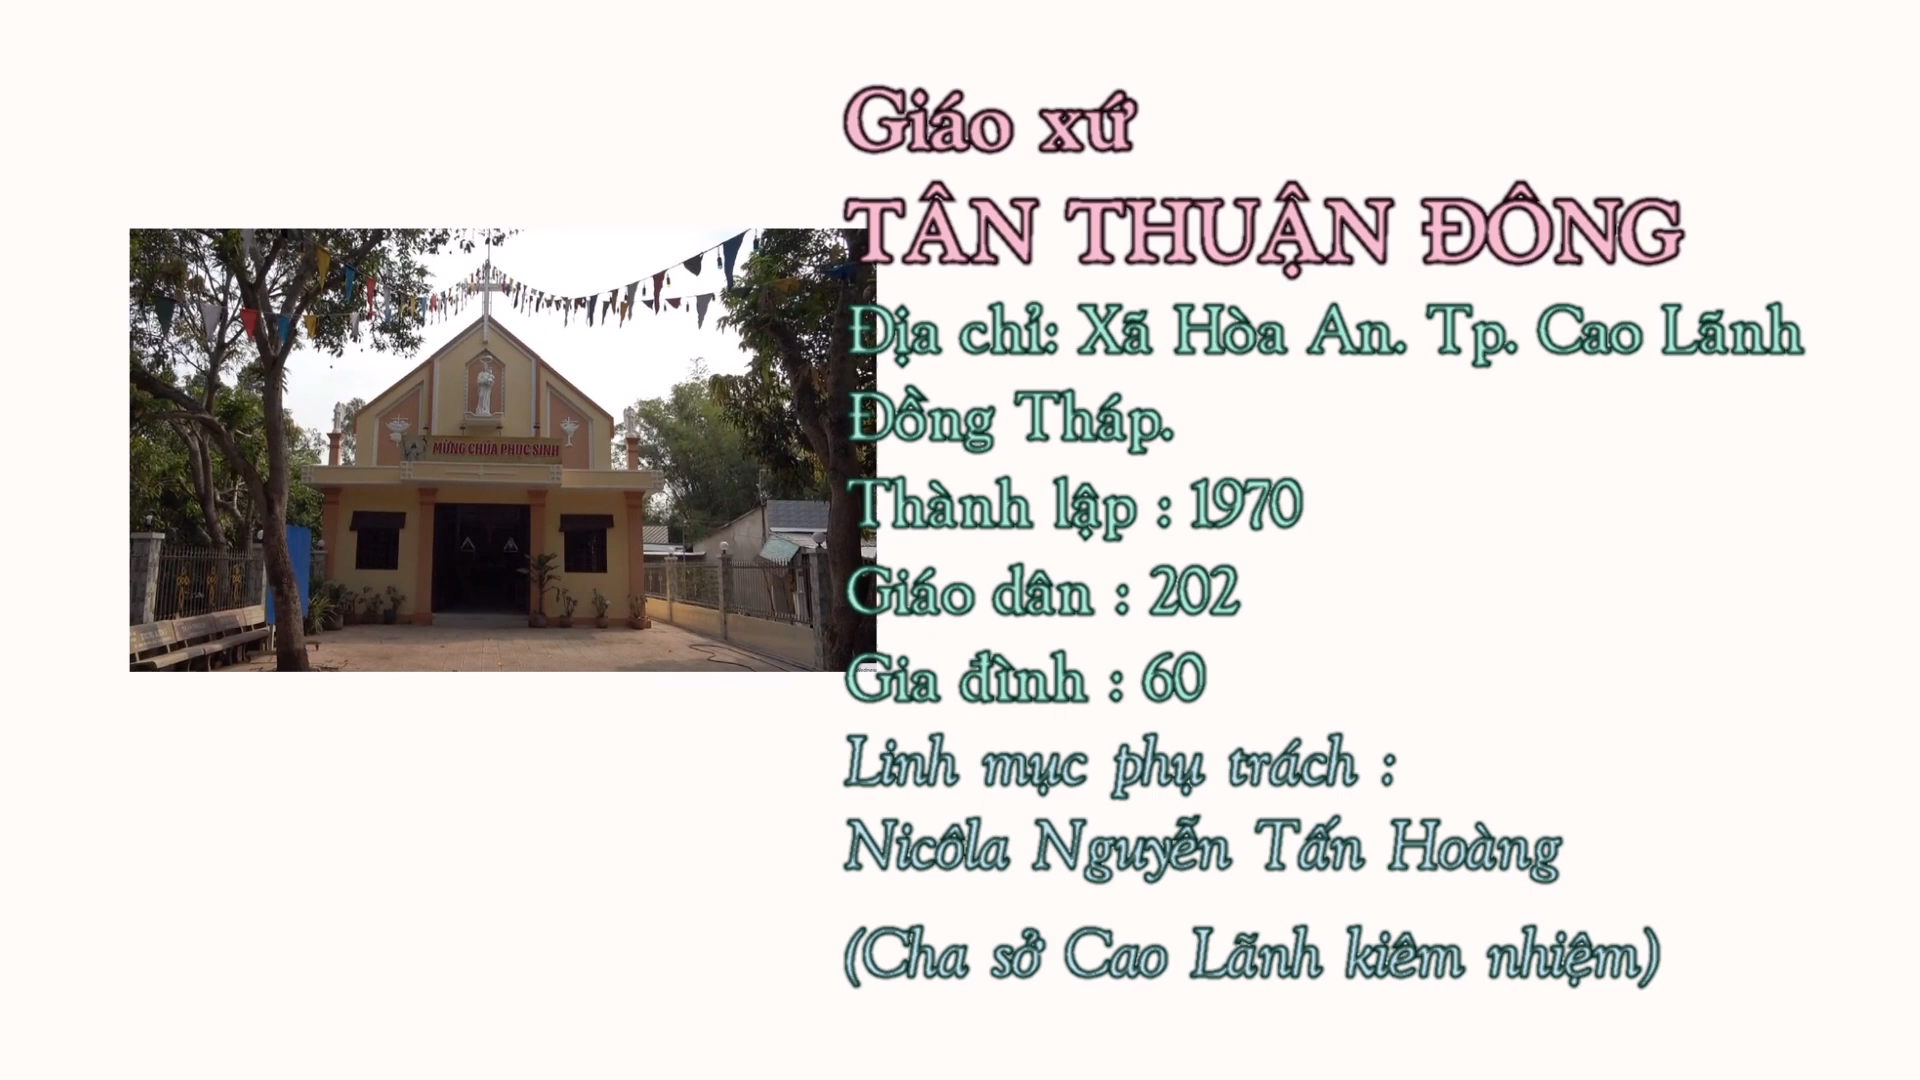 Giáo xứ
TÂN THUẬN ĐÔNG
Địa chỉ: Xã Hòa An. Tp. Cao Lãnh
Đồng Tháp.
Thành lập : 1970
Giáo dân : 202
Gia đình : 60
Linh mục phụ trách :
Nicôla Nguyễn Tấn Hoàng
(Cha sở Cao Lãnh kiêm nhiệm)
MỪNG CHÚA PHỤC SINH